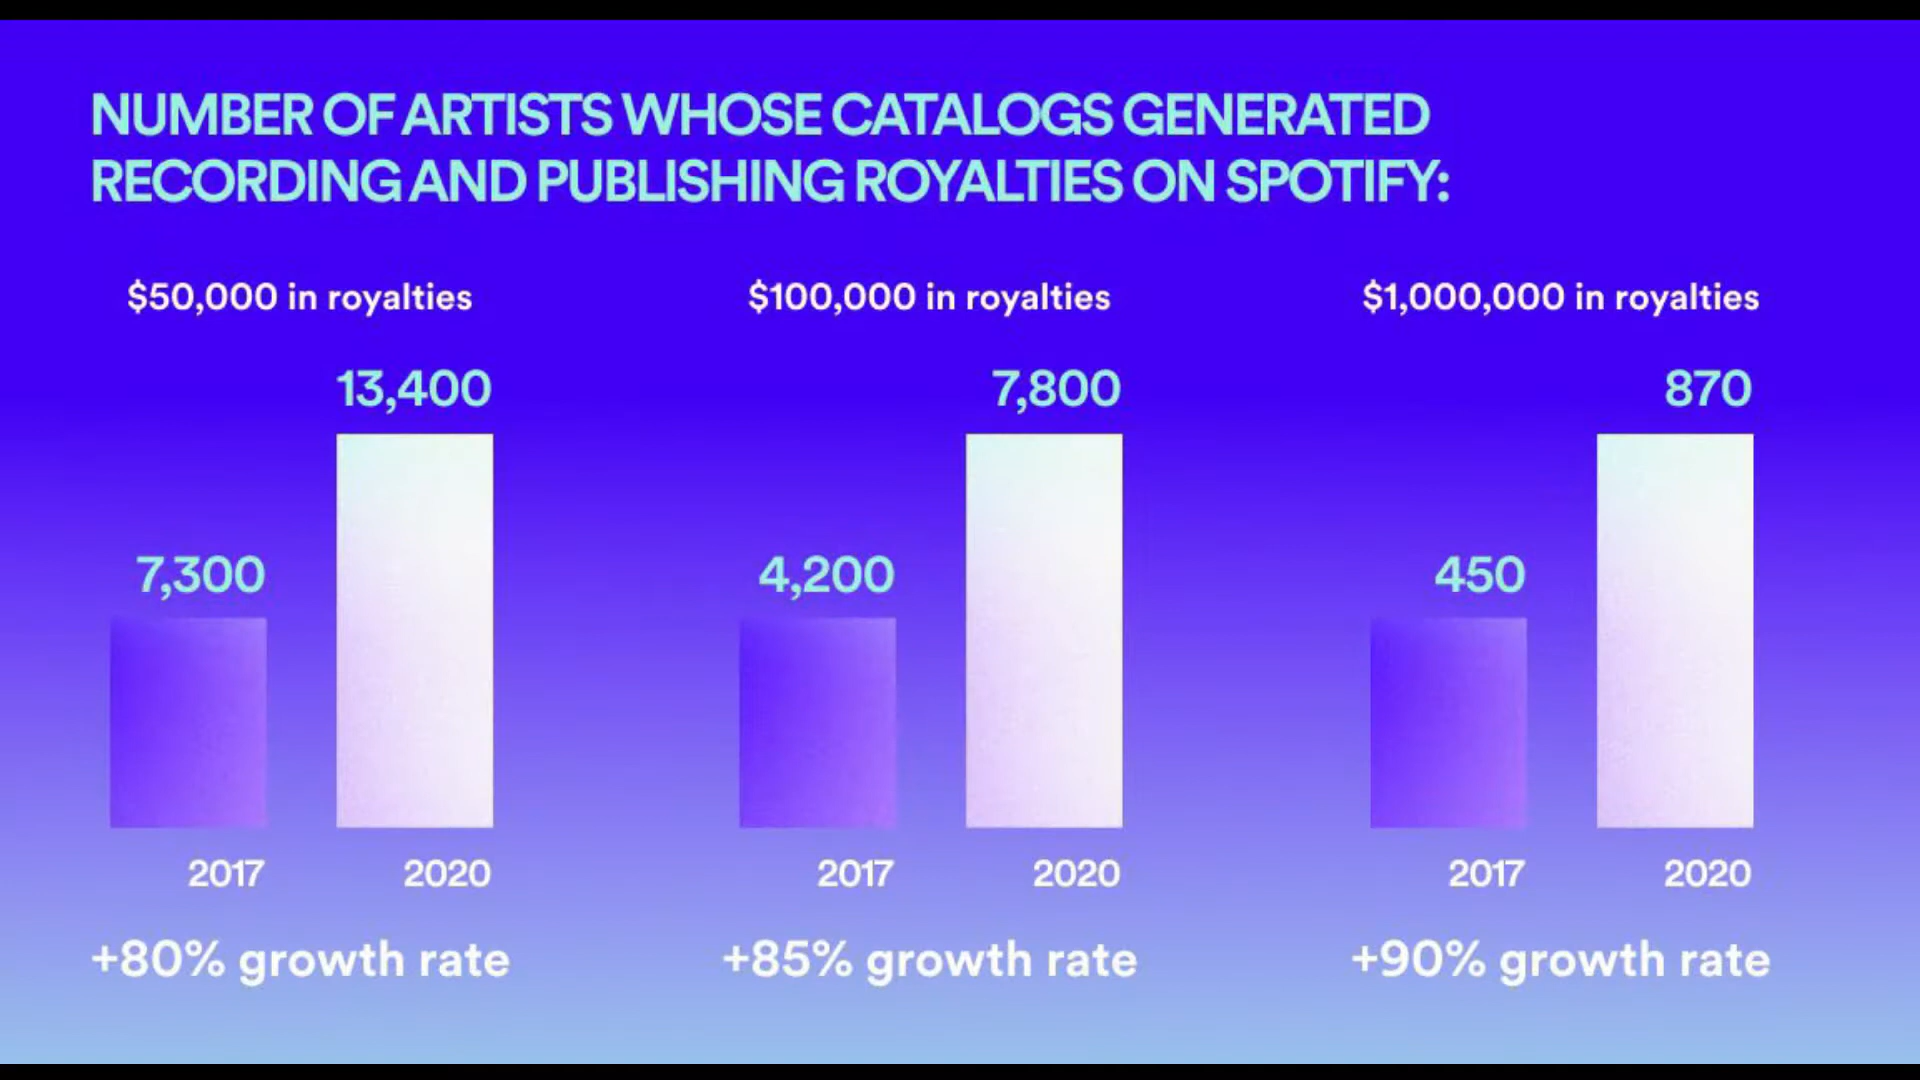 NUMBER OF ARTISTS WHOSE CATALOGS GENERATED
RECORDING AND PUBLISHING ROYALTIES ON SPOTIFY:
$50,000 in royalties
13,400
7,300
2017
2020
+80% growth rate
$100,000 in royalties
7,800
4,200
2017
2020
+85% growth rate
$1,000,000 in royalties
870
450
2017
2020
+90% growth rate